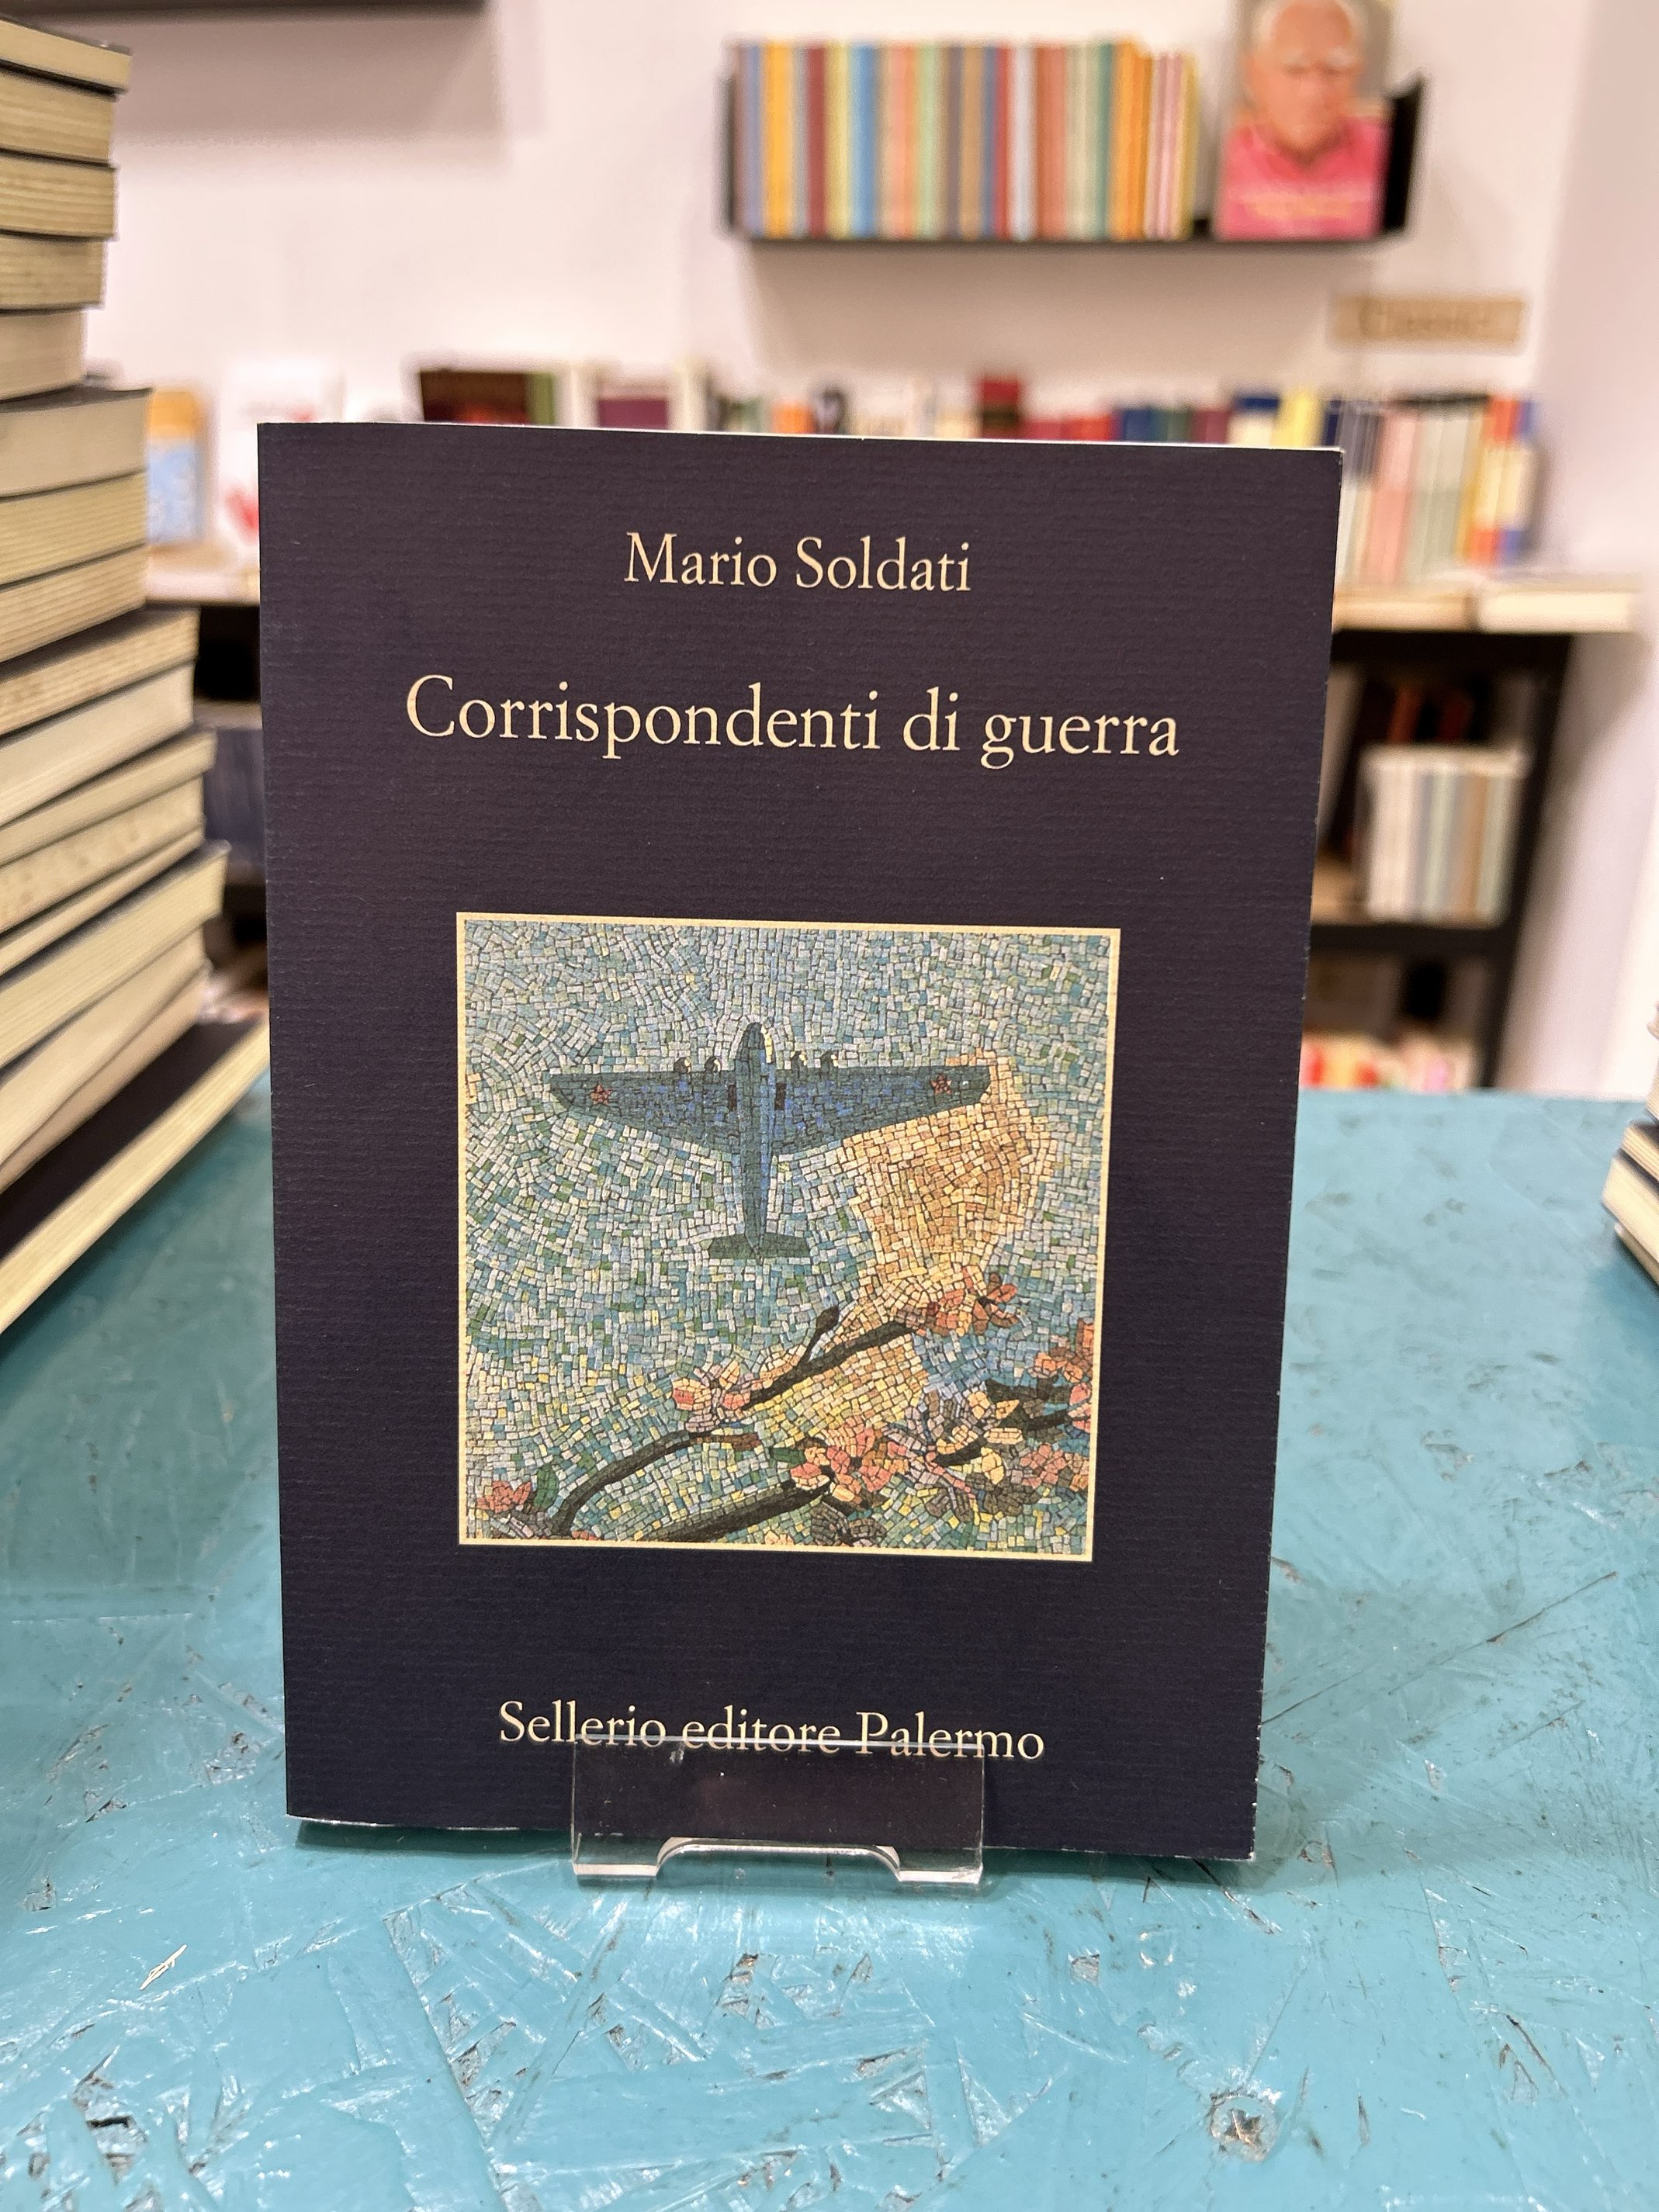 Mario Soldati
Corrispondenti di guerra
Sellerio editore Palermo